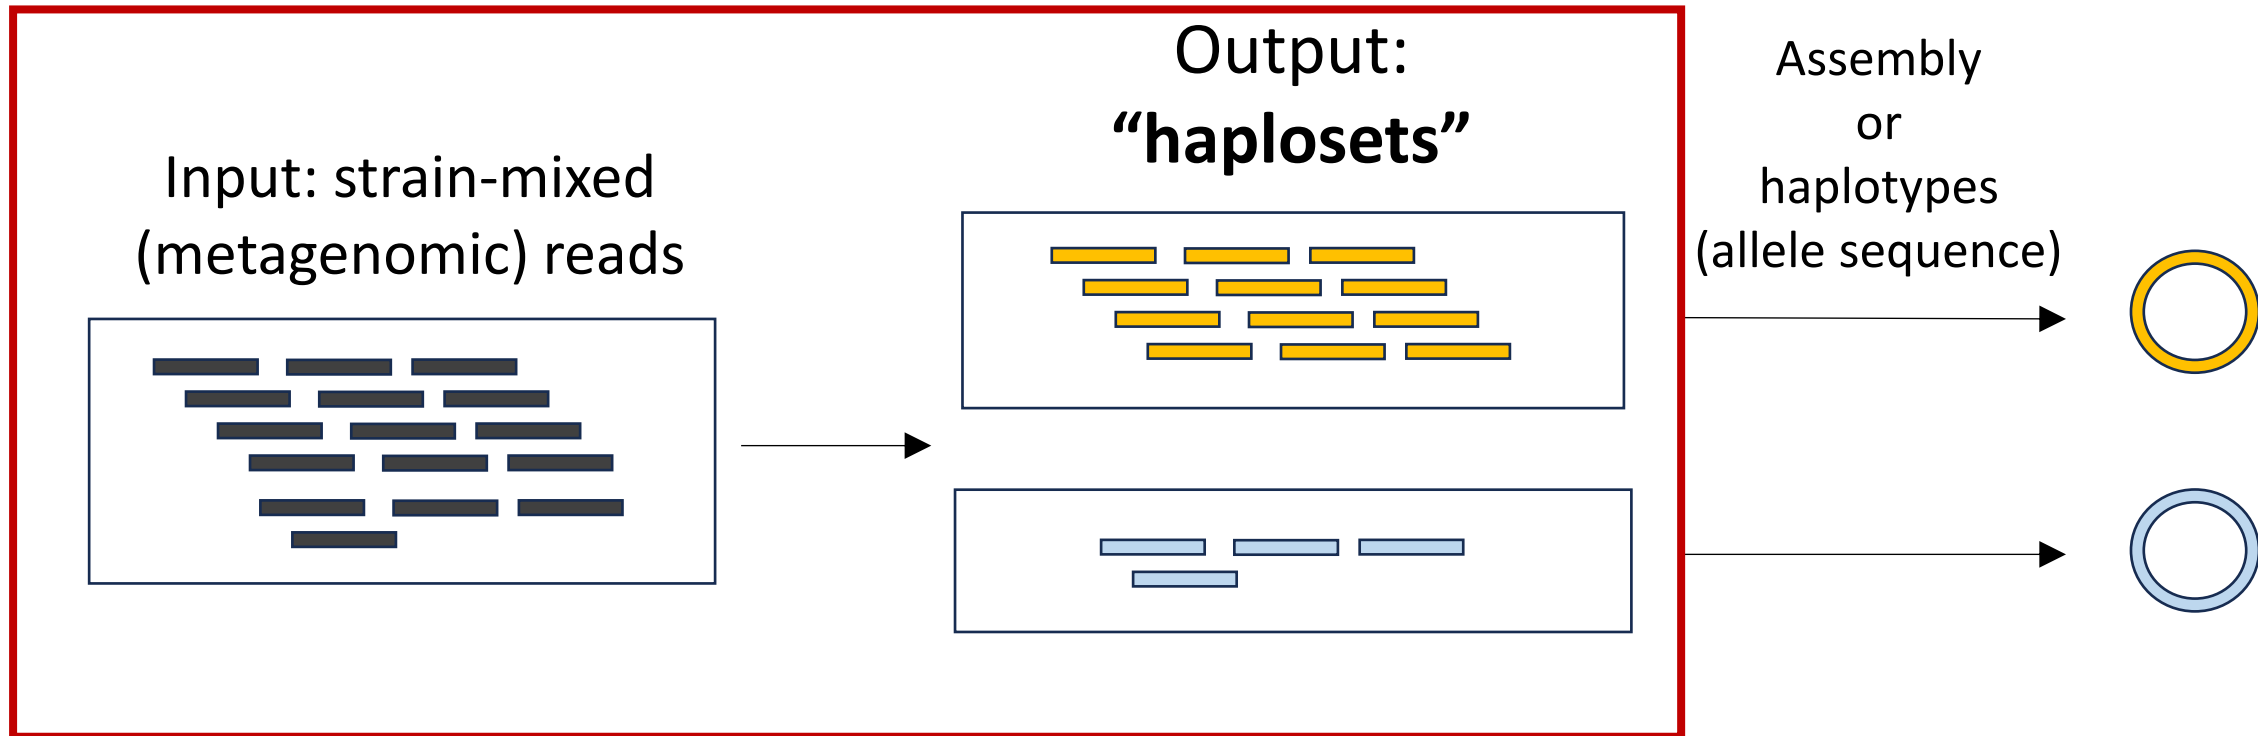 Input: strain-mixed
(metagenomic) reads
Output:
“haplosets”
Assembly
or
haplotypes
(allele sequence)